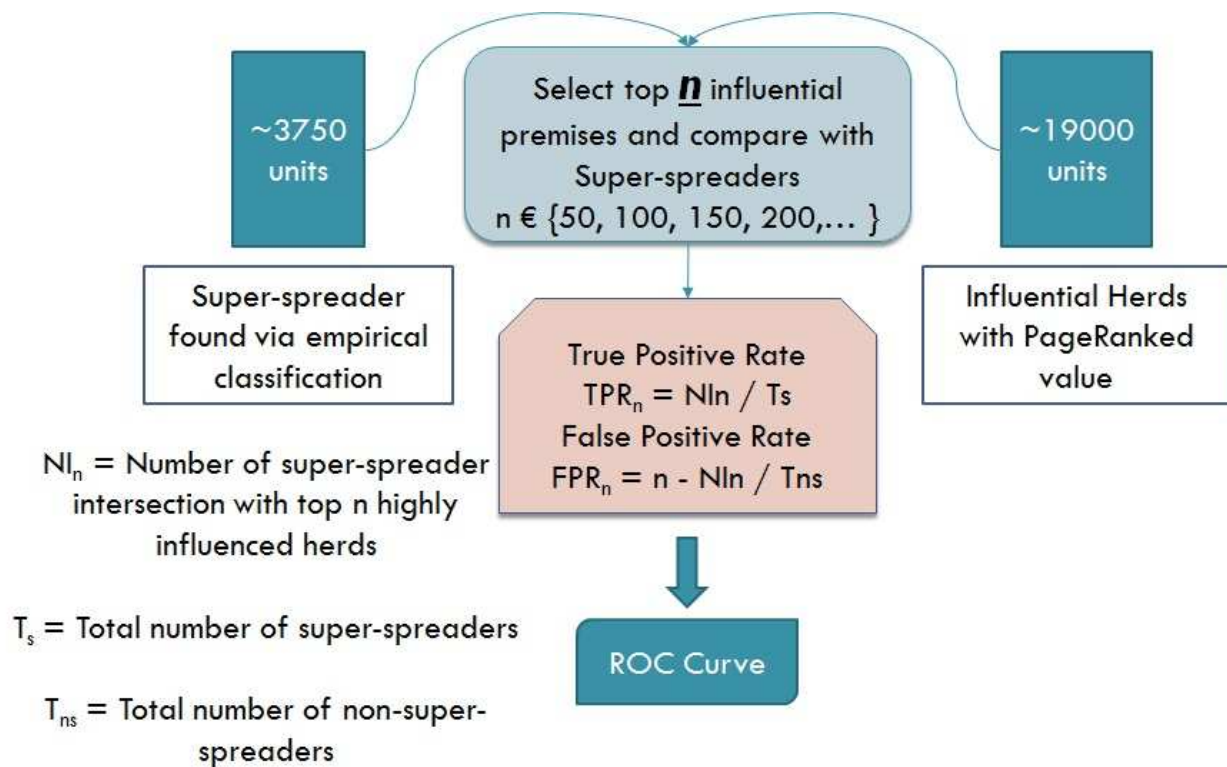 ~3750
units
Select top n influential
premises and compare with
Super-spreaders
n € {50, 100, 150, 200,... }
~19000
units
Super-spreader
found via empirical
classification
Influential Herds
with PageRanked
value
True Positive Rate
TPRn = NIn / Ts
False Positive Rate
FPRn = n - NIn / Tns
NIn = Number of super-spreader
intersection with top n highly
influenced herds
Ts = Total number of super-spreaders
Tns = Total number of non-super-
spreaders
ROC Curve